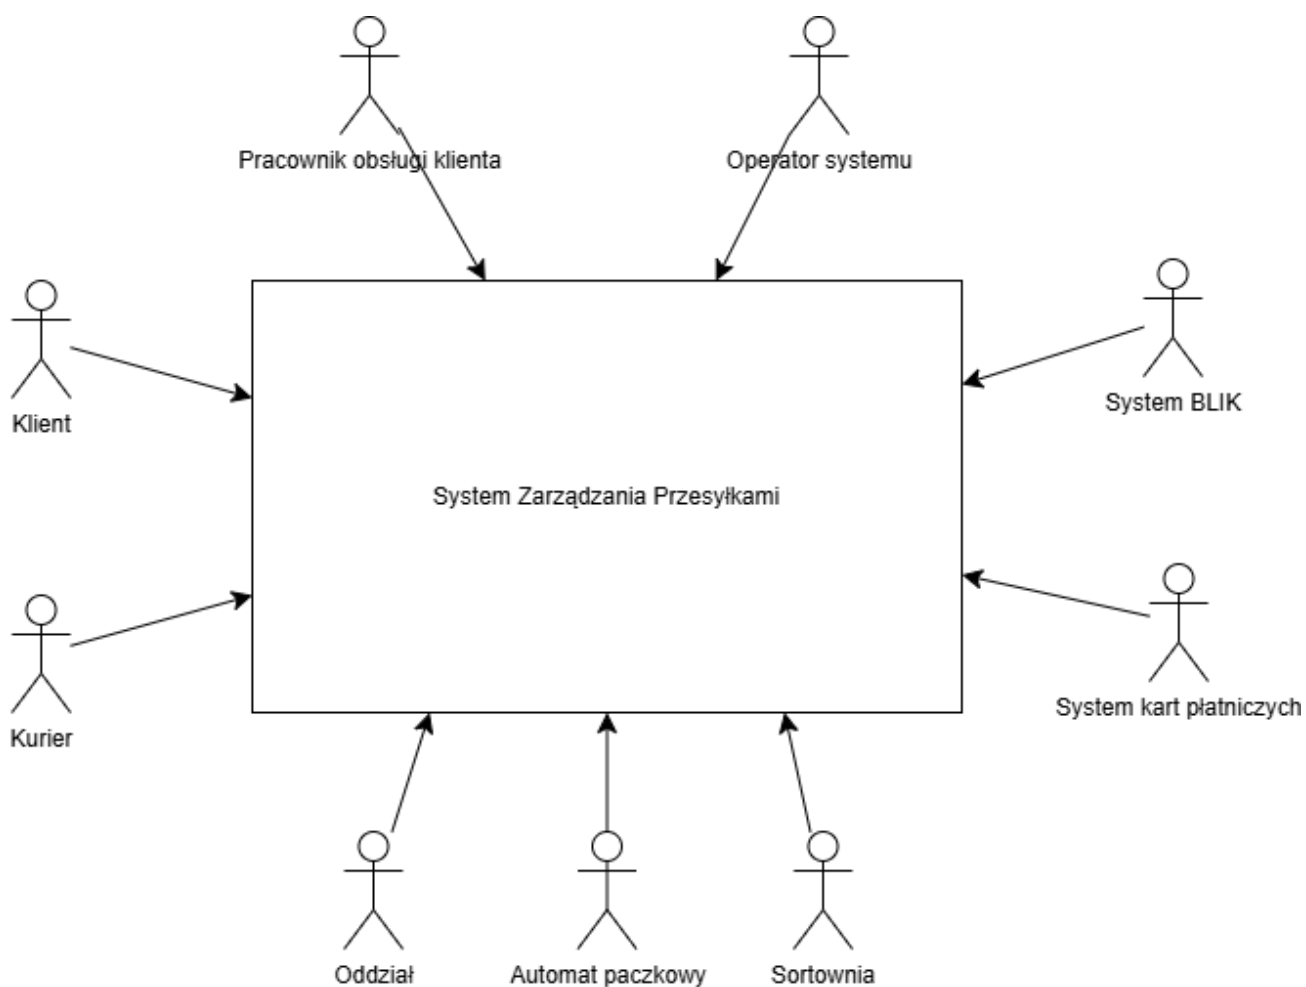 Pracownik obsługi klienta
Operator systemu
Klient
System BLIK
System Zarządzania Przesyłkami
Kurier
System kart płatniczych
Oddział
Automat paczkowy
Sortownia